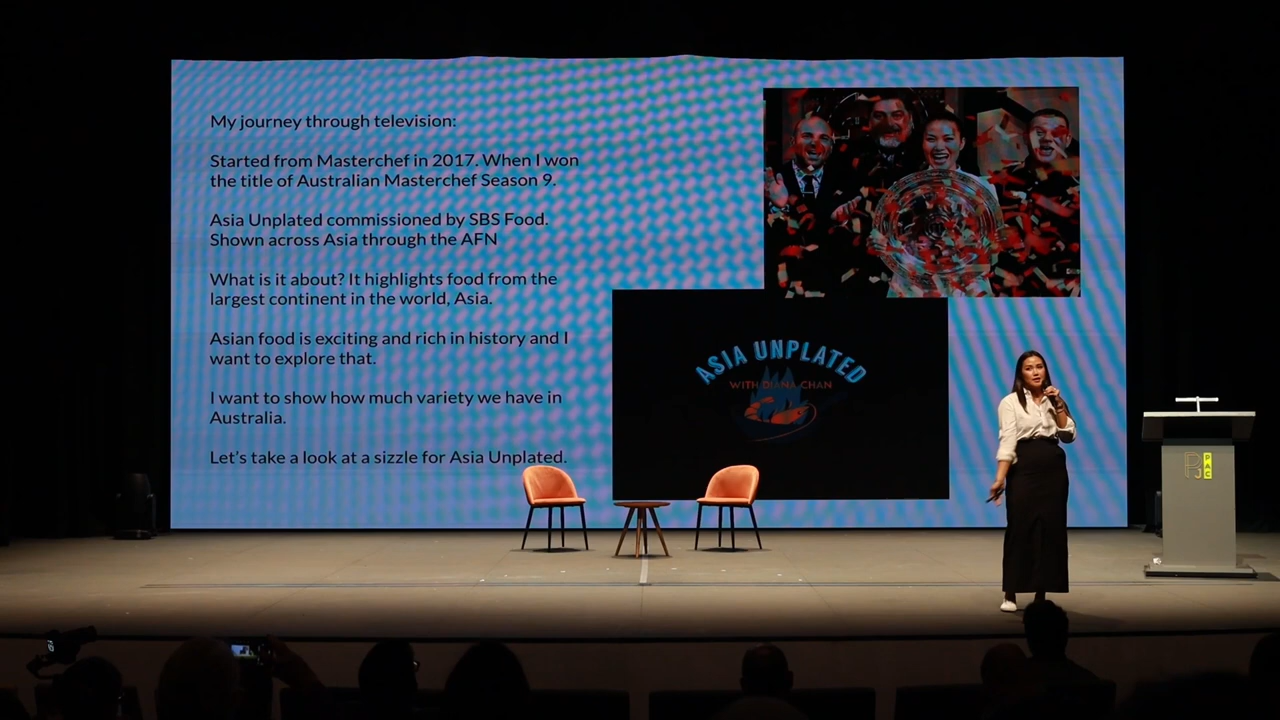 My journey through television:
Started from Masterchef in 2017. When I won
the title of Australian Masterchef Season 9.
Asia Unplated commissioned by SBS Food.
Shown across Asia through the AFN
What is it about? It highlights food from the
largest continent in the world, Asia.
Asian food is exciting and rich in history and I
want to explore that.
I want to show how much variety we have in
Australia.
Let's take a look at a sizzle for Asia Unplated.
ASIA UNPLATED
WITH DIANA CHAN
PJ
PAC